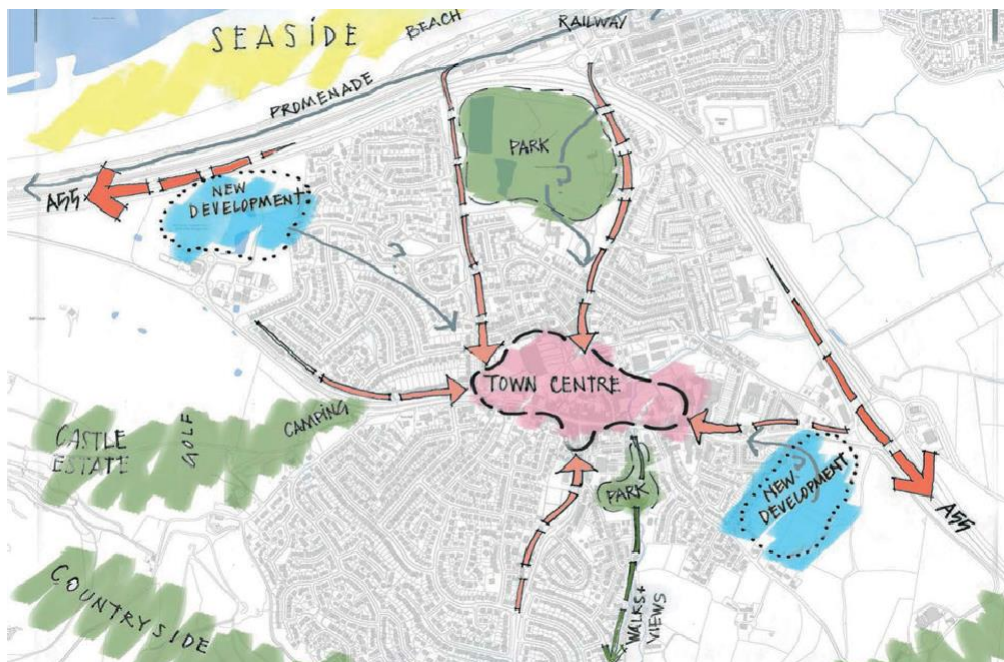 SEASIDE
BEACH
RAILWAY
PROMENADE
PARK
A55
NEW
DEVELOPMENT
?
?
TOWN CENTRE
CAMPING
GOLF
CASTLE
ESTATE
PARK
NEW
DEVELOPMENT
A55
COUNTRYSIDE
WALKS +
VIEWS